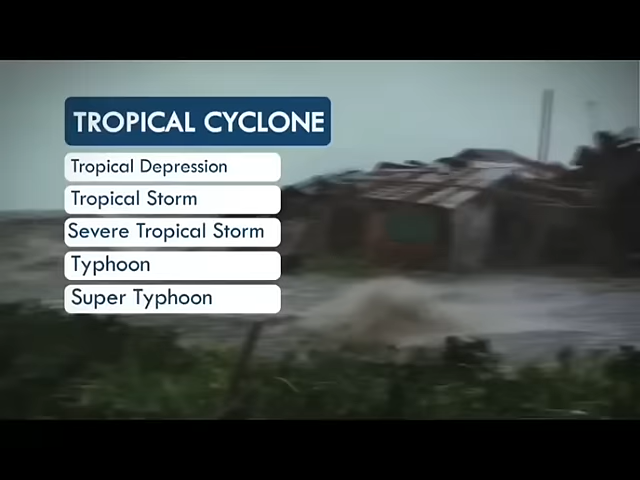 TROPICAL CYCLONE
Tropical Depression
Tropical Storm
Severe Tropical Storm
Typhoon
Super Typhoon